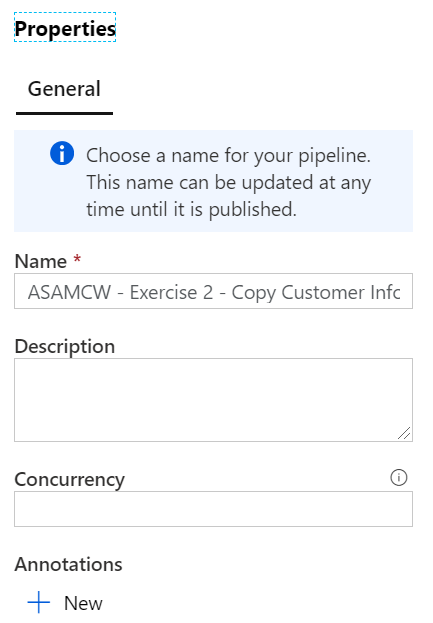 Properties
General
Choose a name for your pipeline.
This name can be updated at any
time until it is published.
Name *
ASAMCW - Exercise 2 - Copy Customer Info
Description
Concurrency
Annotations
New